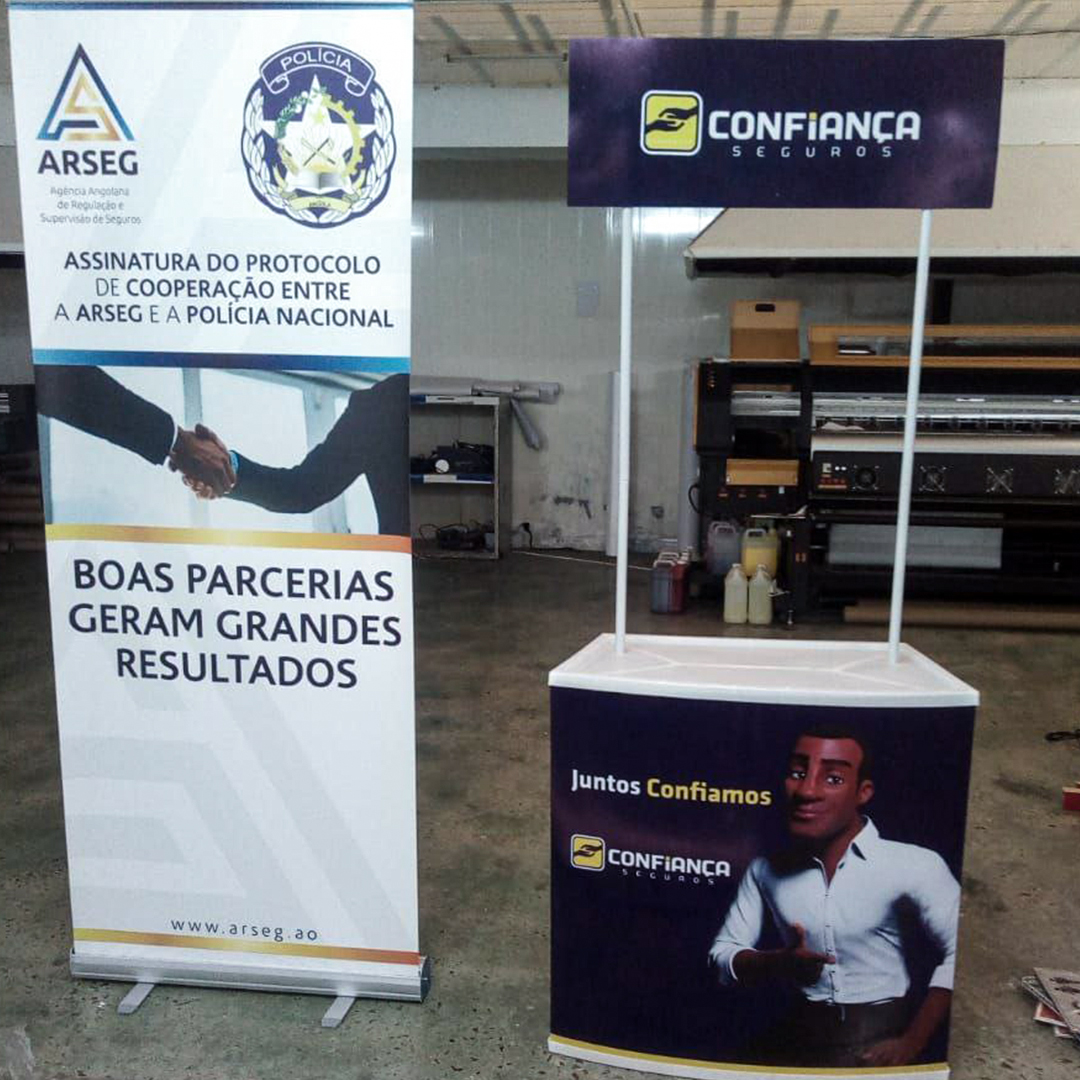 ARSEG
Agência Angolana
de Regulação e
Supervisão de Seguros
POLÍCIA
ANGOLA
ASSINATURA DO PROTOCOLO
DE COOPERAÇÃO ENTRE
A ARSEG E A POLÍCIA NACIONAL
BOAS PARCERIAS
GERAM GRANDES
RESULTADOS
www.arseg.ao
CONFiANÇA
SEGUROS
Juntos Confiamos
CONFiANÇA
SEGUROS